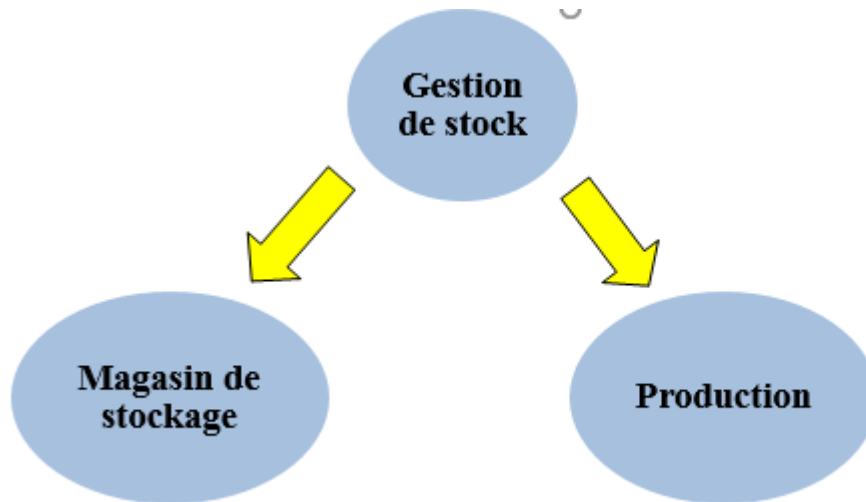 Gestion
de stock
Magasin de
stockage
Production